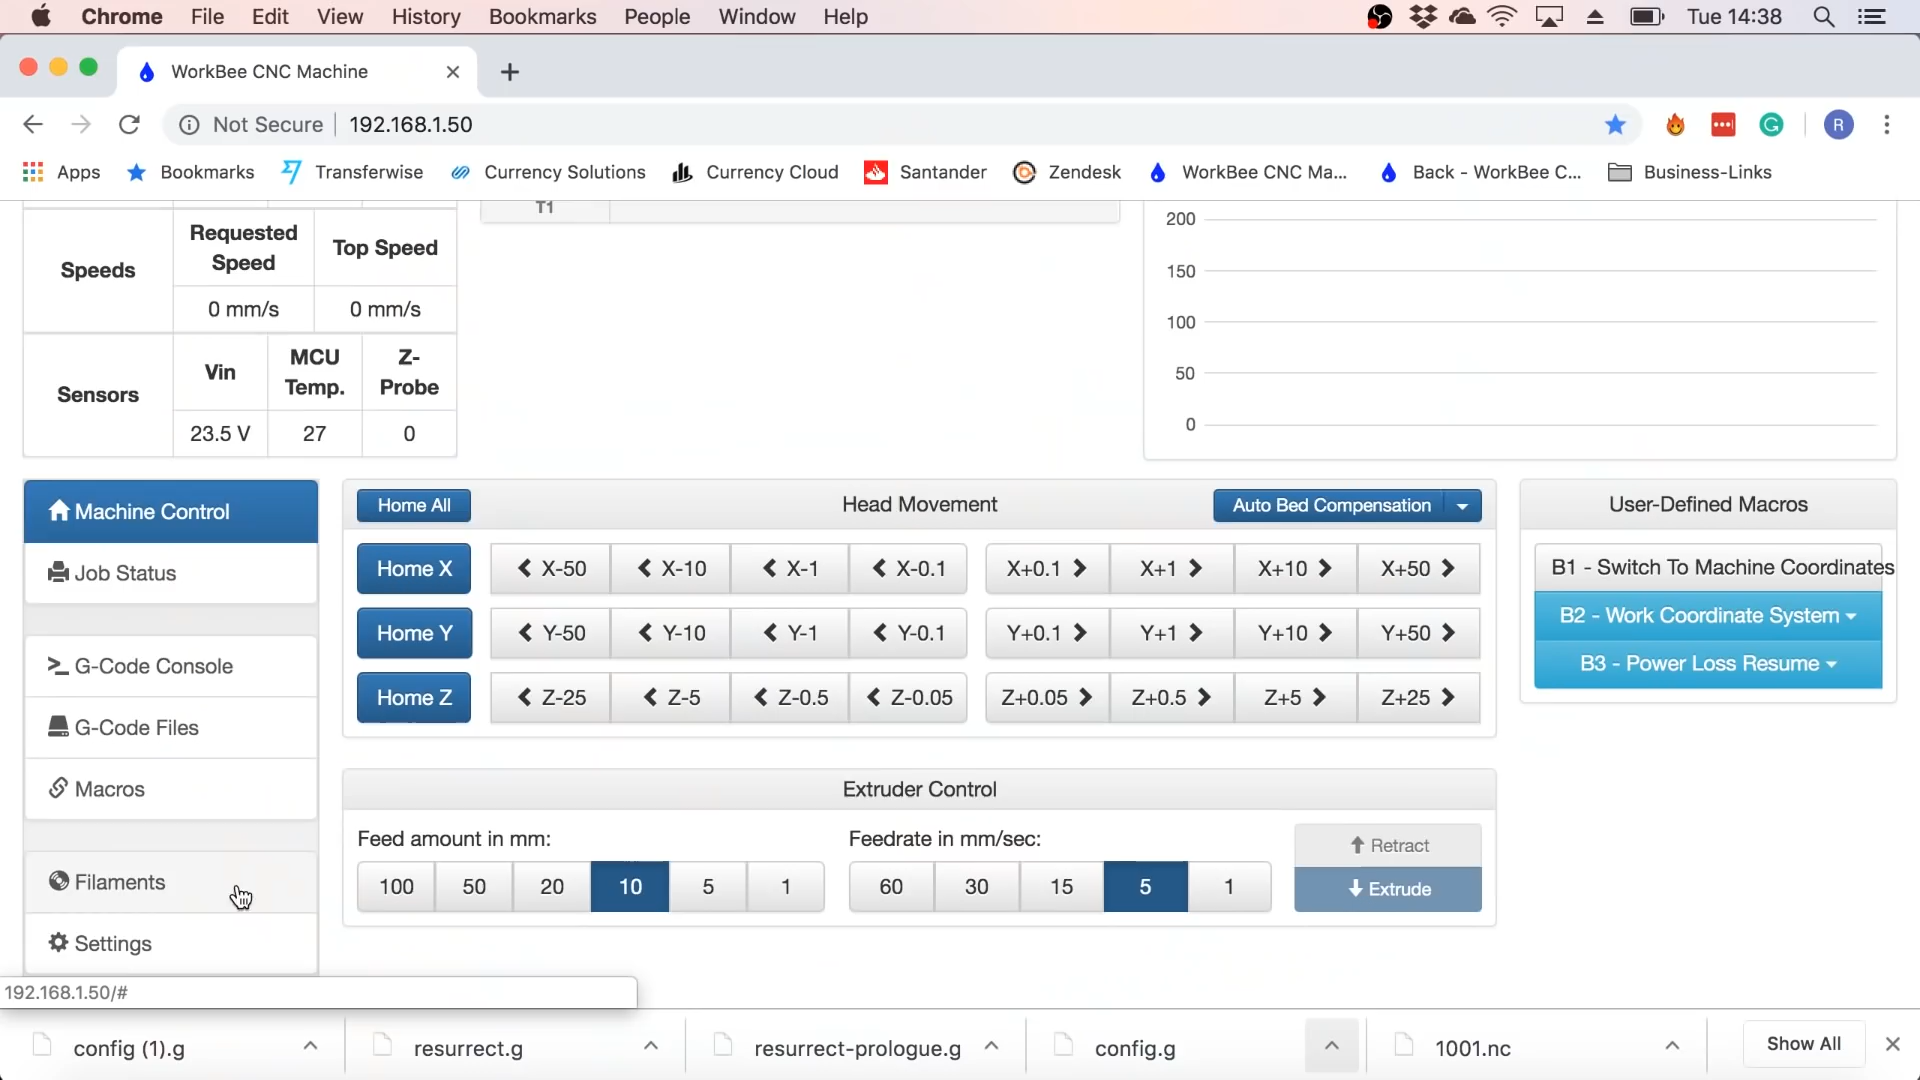 Chrome File Edit View History Bookmarks People Window Help Tue 14:38
WorkBee CNC Machine
Not Secure 192.168.1.50 R
Apps Bookmarks Transferwise Currency Solutions Currency Cloud Santander Zendesk WorkBee CNC Ma... Back - WorkBee C... Business-Links
T1
Speeds
Requested Speed
Top Speed
0 mm/s
0 mm/s
Sensors
Vin
MCU Temp.
Z-Probe
23.5 V
27
0
200
150
100
50
0
Machine Control
Job Status
G-Code Console
G-Code Files
Macros
Filaments
Settings
Home All Head Movement Auto Bed Compensation
Home X X-50 X-10 X-1 X-0.1 X+0.1 X+1 X+10 X+50
Home Y Y-50 Y-10 Y-1 Y-0.1 Y+0.1 Y+1 Y+10 Y+50
Home Z Z-25 Z-5 Z-0.5 Z-0.05 Z+0.05 Z+0.5 Z+5 Z+25
Extruder Control
Feed amount in mm:
100 50 20 10 5 1
Feedrate in mm/sec:
60 30 15 5 1
Retract
Extrude
User-Defined Macros
B1 - Switch To Machine Coordinates
B2 - Work Coordinate System
B3 - Power Loss Resume
192.168.1.50/#
config (1).g resurrect.g resurrect-prologue.g config.g 1001.nc Show All